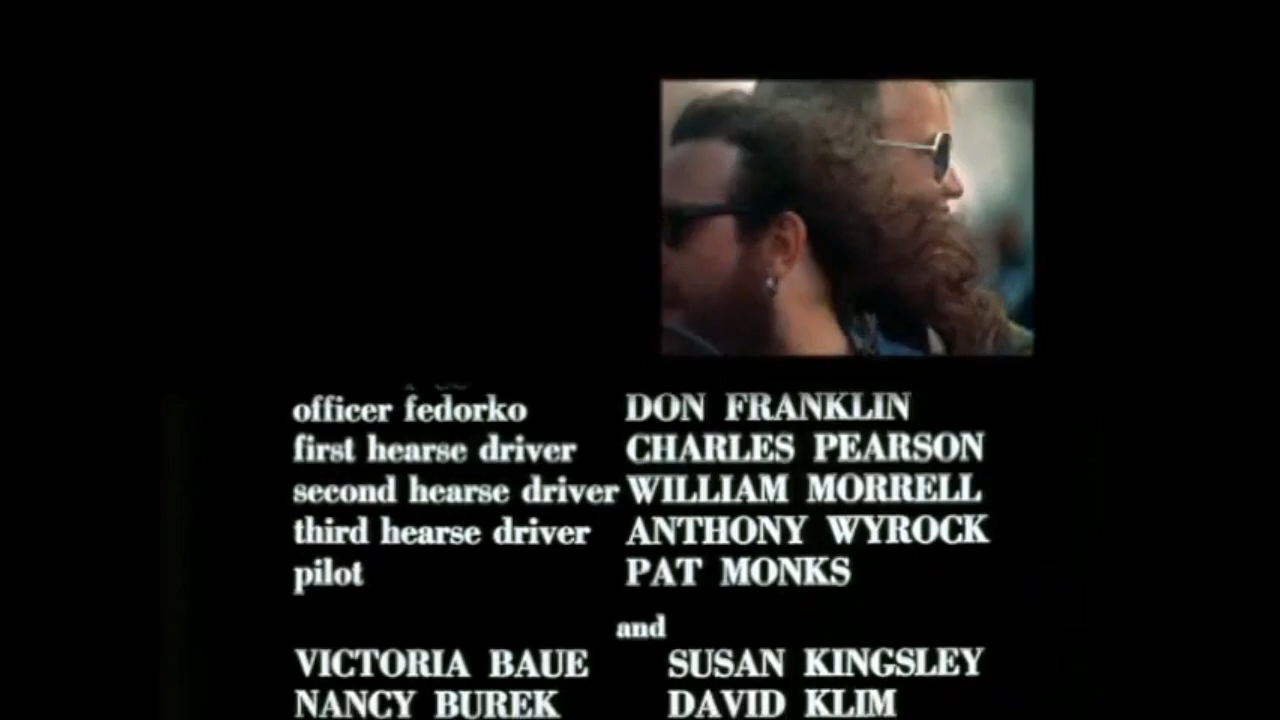 officer fedorko DON FRANKLIN
first hearse driver CHARLES PEARSON
second hearse driver WILLIAM MORRELL
third hearse driver ANTHONY WYROCK
pilot PAT MONKS
and
VICTORIA BAUE SUSAN KINGSLEY
NANCY BUREK DAVID KLIM